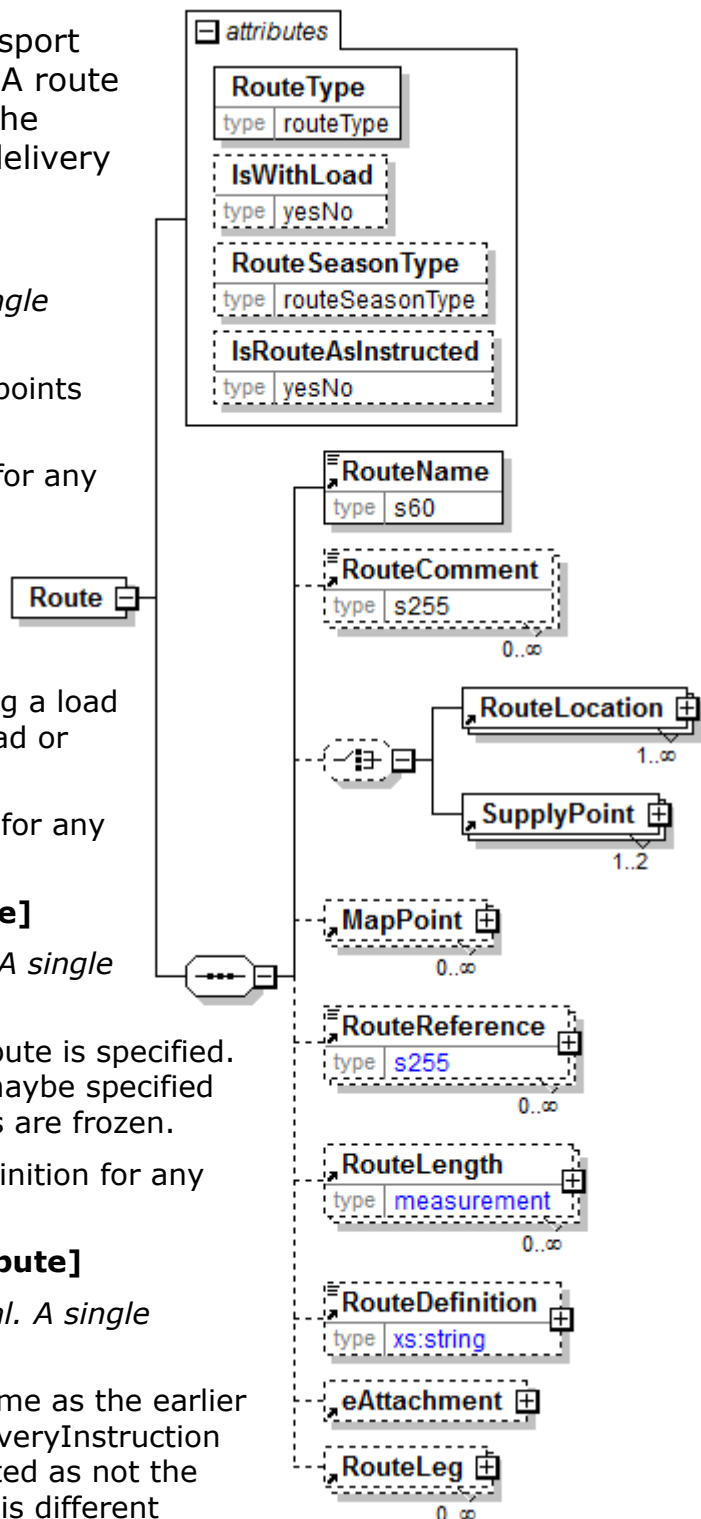 sport
A route
he
delivery
ngle
points
for any
g a load
ad or
for any
e]
A single
oute is specified.
maybe specified
s are frozen.
inition for any
bute]
al. A single
me as the earlier
veryInstruction
ted as not the
is different
attributes
RouteType
type routeType
IsWithLoad
type yesNo
RouteSeasonType
type routeSeasonType
IsRouteAsInstructed
type yesNo
Route
RouteName
type s60
RouteComment
type s255
0..∞
RouteLocation
1..∞
SupplyPoint
1..2
MapPoint
0..∞
RouteReference
type s255
0..∞
RouteLength
type measurement
0..∞
RouteDefinition
type xs:string
eAttachment
RouteLeg
0..∞